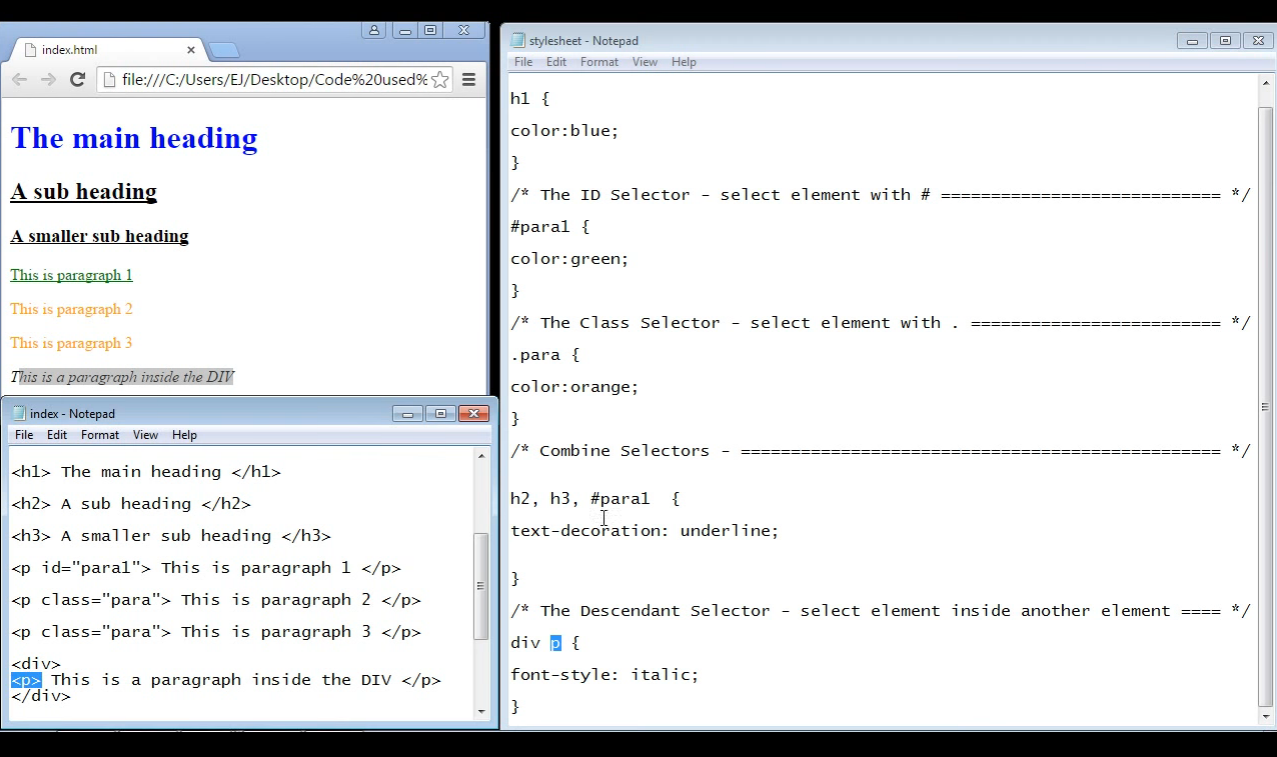 index.html
file:///C:/Users/EJ/Desktop/Code%20used%
The main heading
A sub heading
A smaller sub heading
This is paragraph 1
This is paragraph 2
This is paragraph 3
This is a paragraph inside the DIV
index - Notepad
File Edit Format View Help
<h1> The main heading </h1>
<h2> A sub heading </h2>
<h3> A smaller sub heading </h3>
<p id="para1"> This is paragraph 1 </p>
<p class="para"> This is paragraph 2 </p>
<p class="para"> This is paragraph 3 </p>
<div>
<p> This is a paragraph inside the DIV </p>
</div>
stylesheet - Notepad
File Edit Format View Help
h1 {
color:blue;
}
/* The ID Selector - select element with # ============================ */
#para1 {
color:green;
}
/* The Class Selector - select element with . ========================= */
.para {
color:orange;
}
/* Combine Selectors - ================================================ */
h2, h3, #para1 {
text-decoration: underline;
}
/* The Descendant Selector - select element inside another element ==== */
div p {
font-style: italic;
}